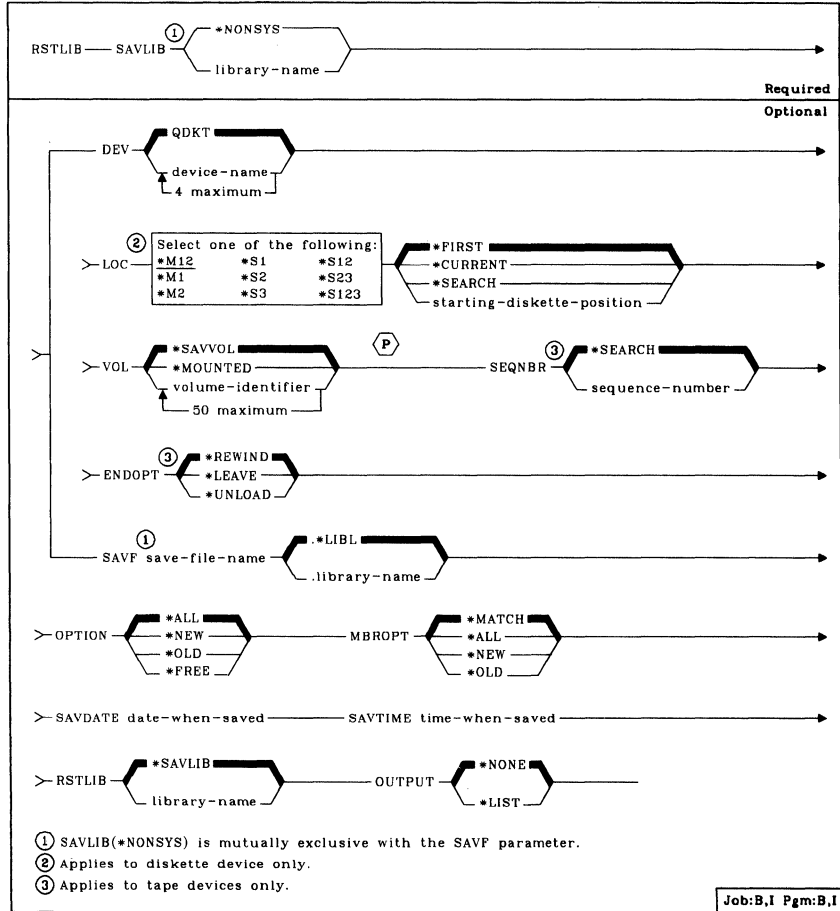 RSTLIB SAVLIB ① *NONSYS
library-name
Required
Optional
DEV QDKT
device-name
4 maximum
LOC ② Select one of the following: *FIRST
*M12 *S1 *S12 *CURRENT
*M1 *S2 *S23 *SEARCH
*M2 *S3 *S123 starting-diskette-position
VOL *SAVVOL P SEQNBR ③ *SEARCH
*MOUNTED sequence-number
volume-identifier
50 maximum
ENDOPT ③ *REWIND
*LEAVE
*UNLOAD
SAVF ① save-file-name .*LIBL
.library-name
OPTION *ALL MBROPT *MATCH
*NEW *ALL
*OLD *NEW
*FREE *OLD
SAVDATE date-when-saved SAVTIME time-when-saved
RSTLIB *SAVLIB OUTPUT *NONE
library-name *LIST
① SAVLIB(*NONSYS) is mutually exclusive with the SAVF parameter.
② Applies to diskette device only.
③ Applies to tape devices only.
Job:B,I Pgm:B,I